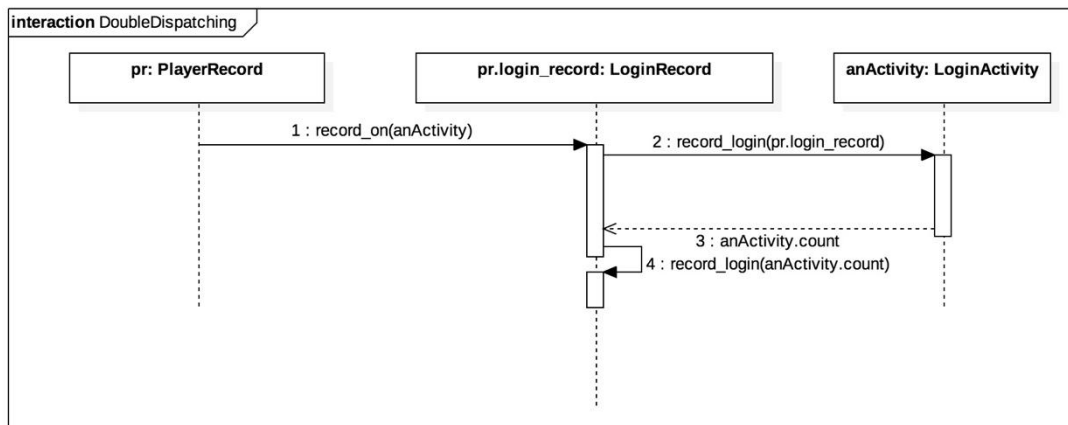 interaction DoubleDispatching
pr: PlayerRecord
pr.login_record: LoginRecord
anActivity: LoginActivity
1 : record_on(anActivity)
2 : record_login(pr.login_record)
3 : anActivity.count
4 : record_login(anActivity.count)